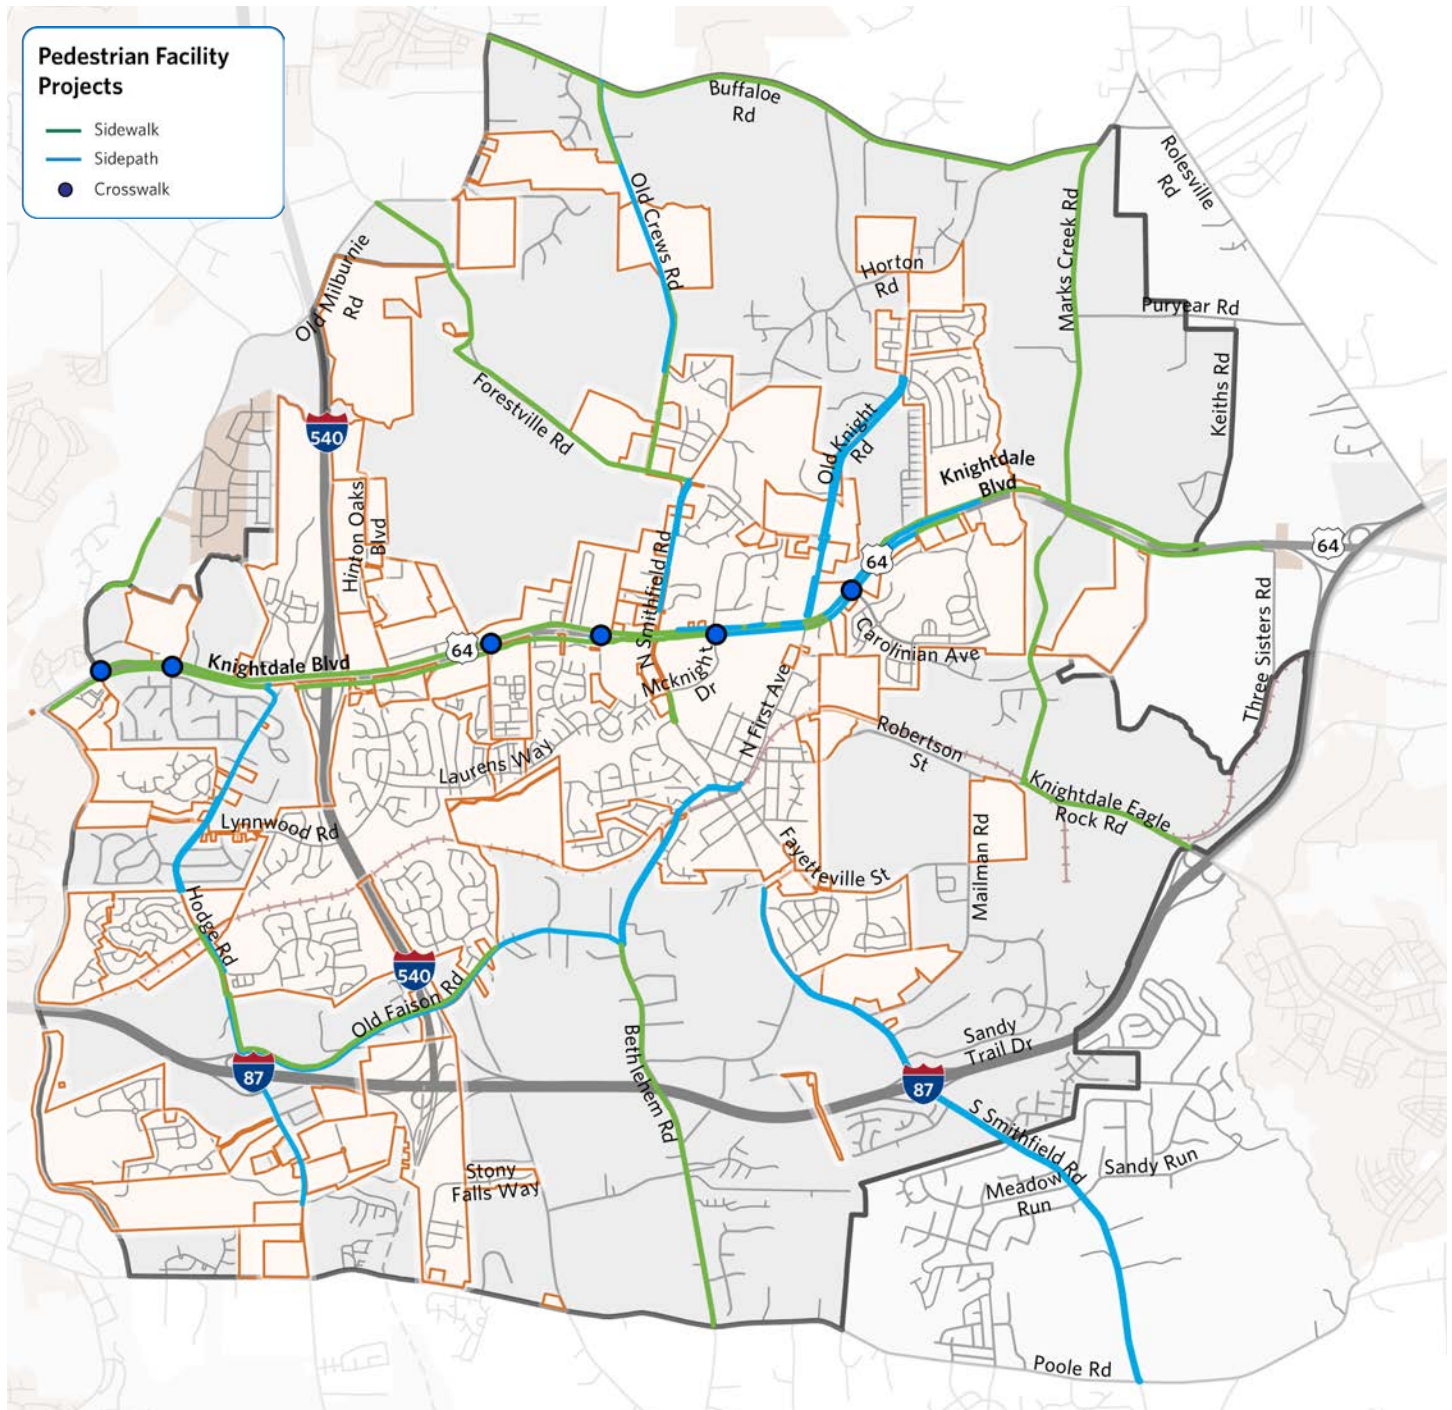 Pedestrian Facility
Projects
Sidewalk
Sidepath
Crosswalk
Buffaloe
Rd
Rolesville
Rd
Old Crews Rd
Marks Creek Rd
Old Milburnie
Rd
Horton
Rd
Puryear Rd
Keiths Rd
Forestville Rd
540
Old Knight
Rd
Knightdale
Blvd
Hinton Oaks
Blvd
N Smithfield Rd
64
64
Three Sisters Rd
Carolinian Ave
64
Knightdale Blvd
Mcknight
Dr
N First Ave
Laurens Way
Robertson
St
Knightdale Eagle
Rock Rd
Lynnwood Rd
Fayetteville St
Mailman Rd
Hodge Rd
540
Old Faison Rd
Bethlehem Rd
Sandy
Trail Dr
87
87
S Smithfield Rd
Sandy Run
Meadow
Run
Stony
Falls Way
Poole Rd